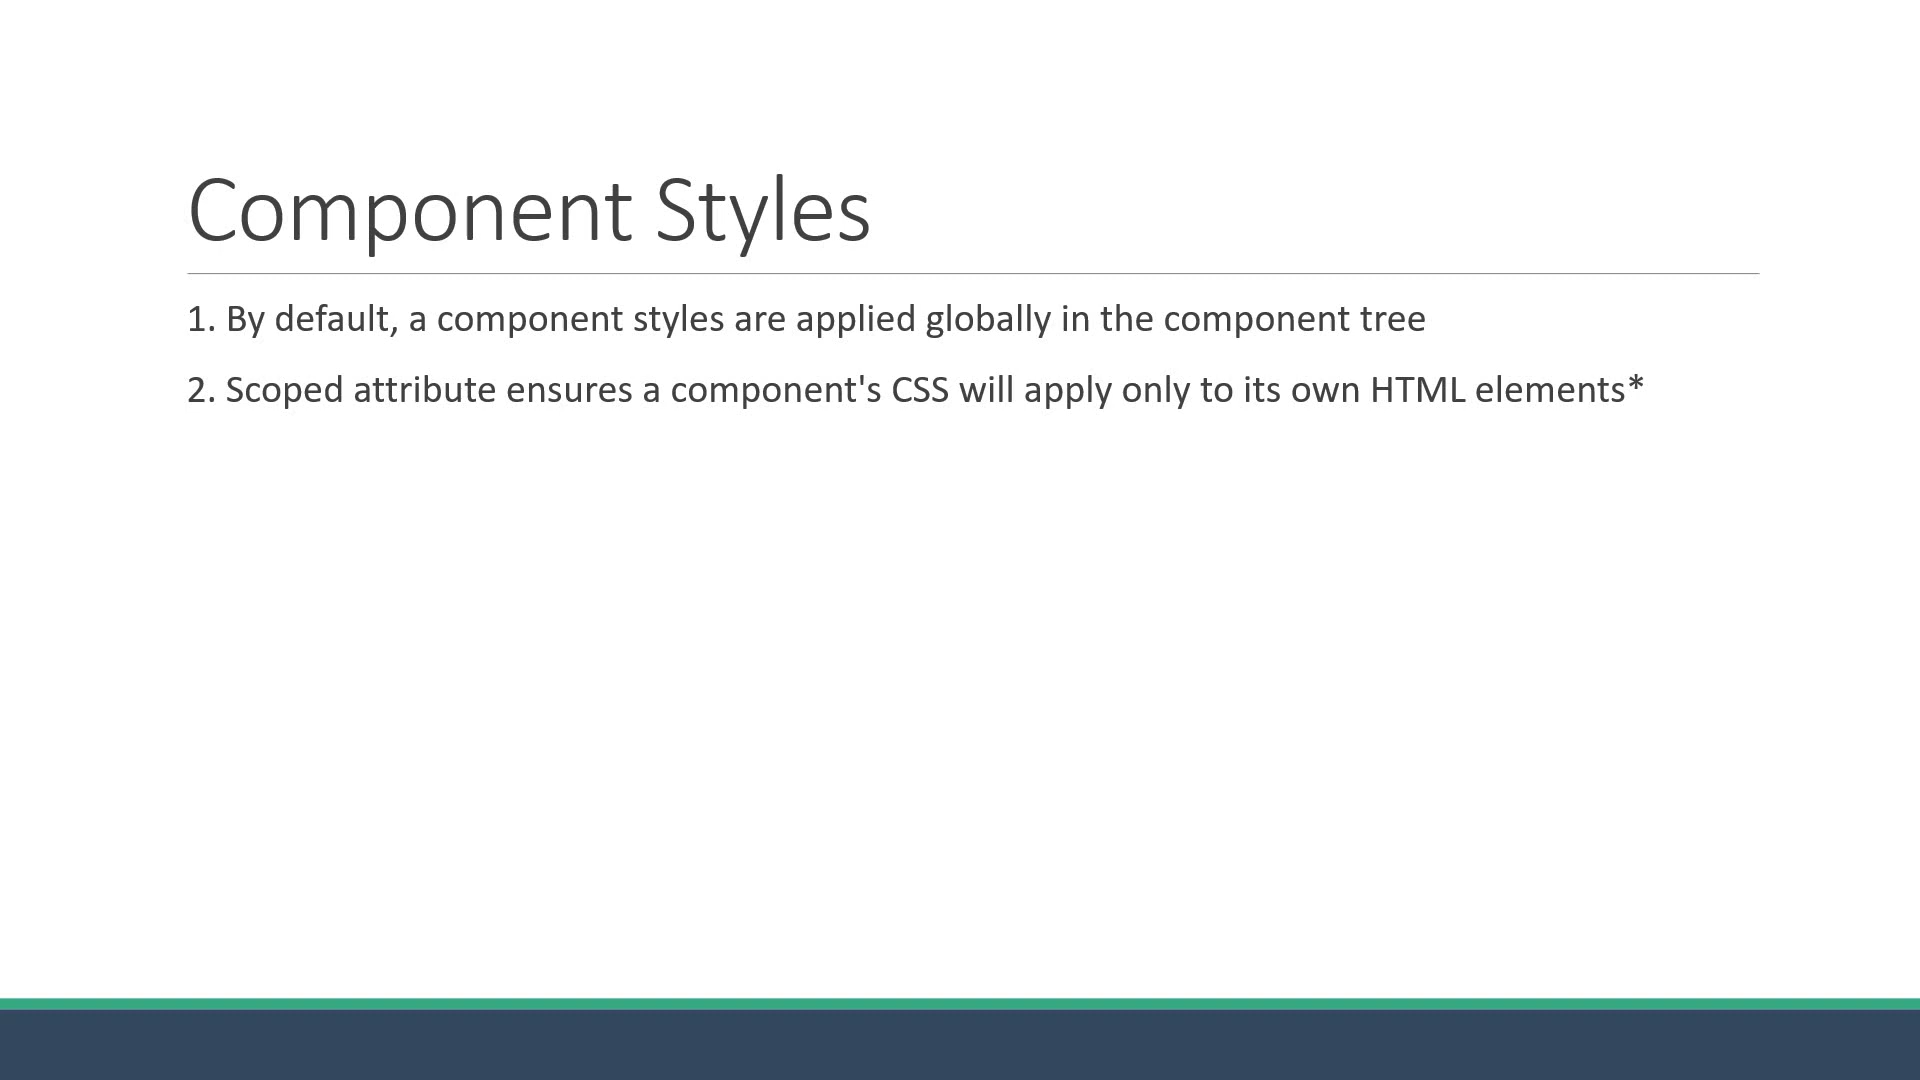 Component Styles
1. By default, a component styles are applied globally in the component tree
2. Scoped attribute ensures a component's CSS will apply only to its own HTML elements*